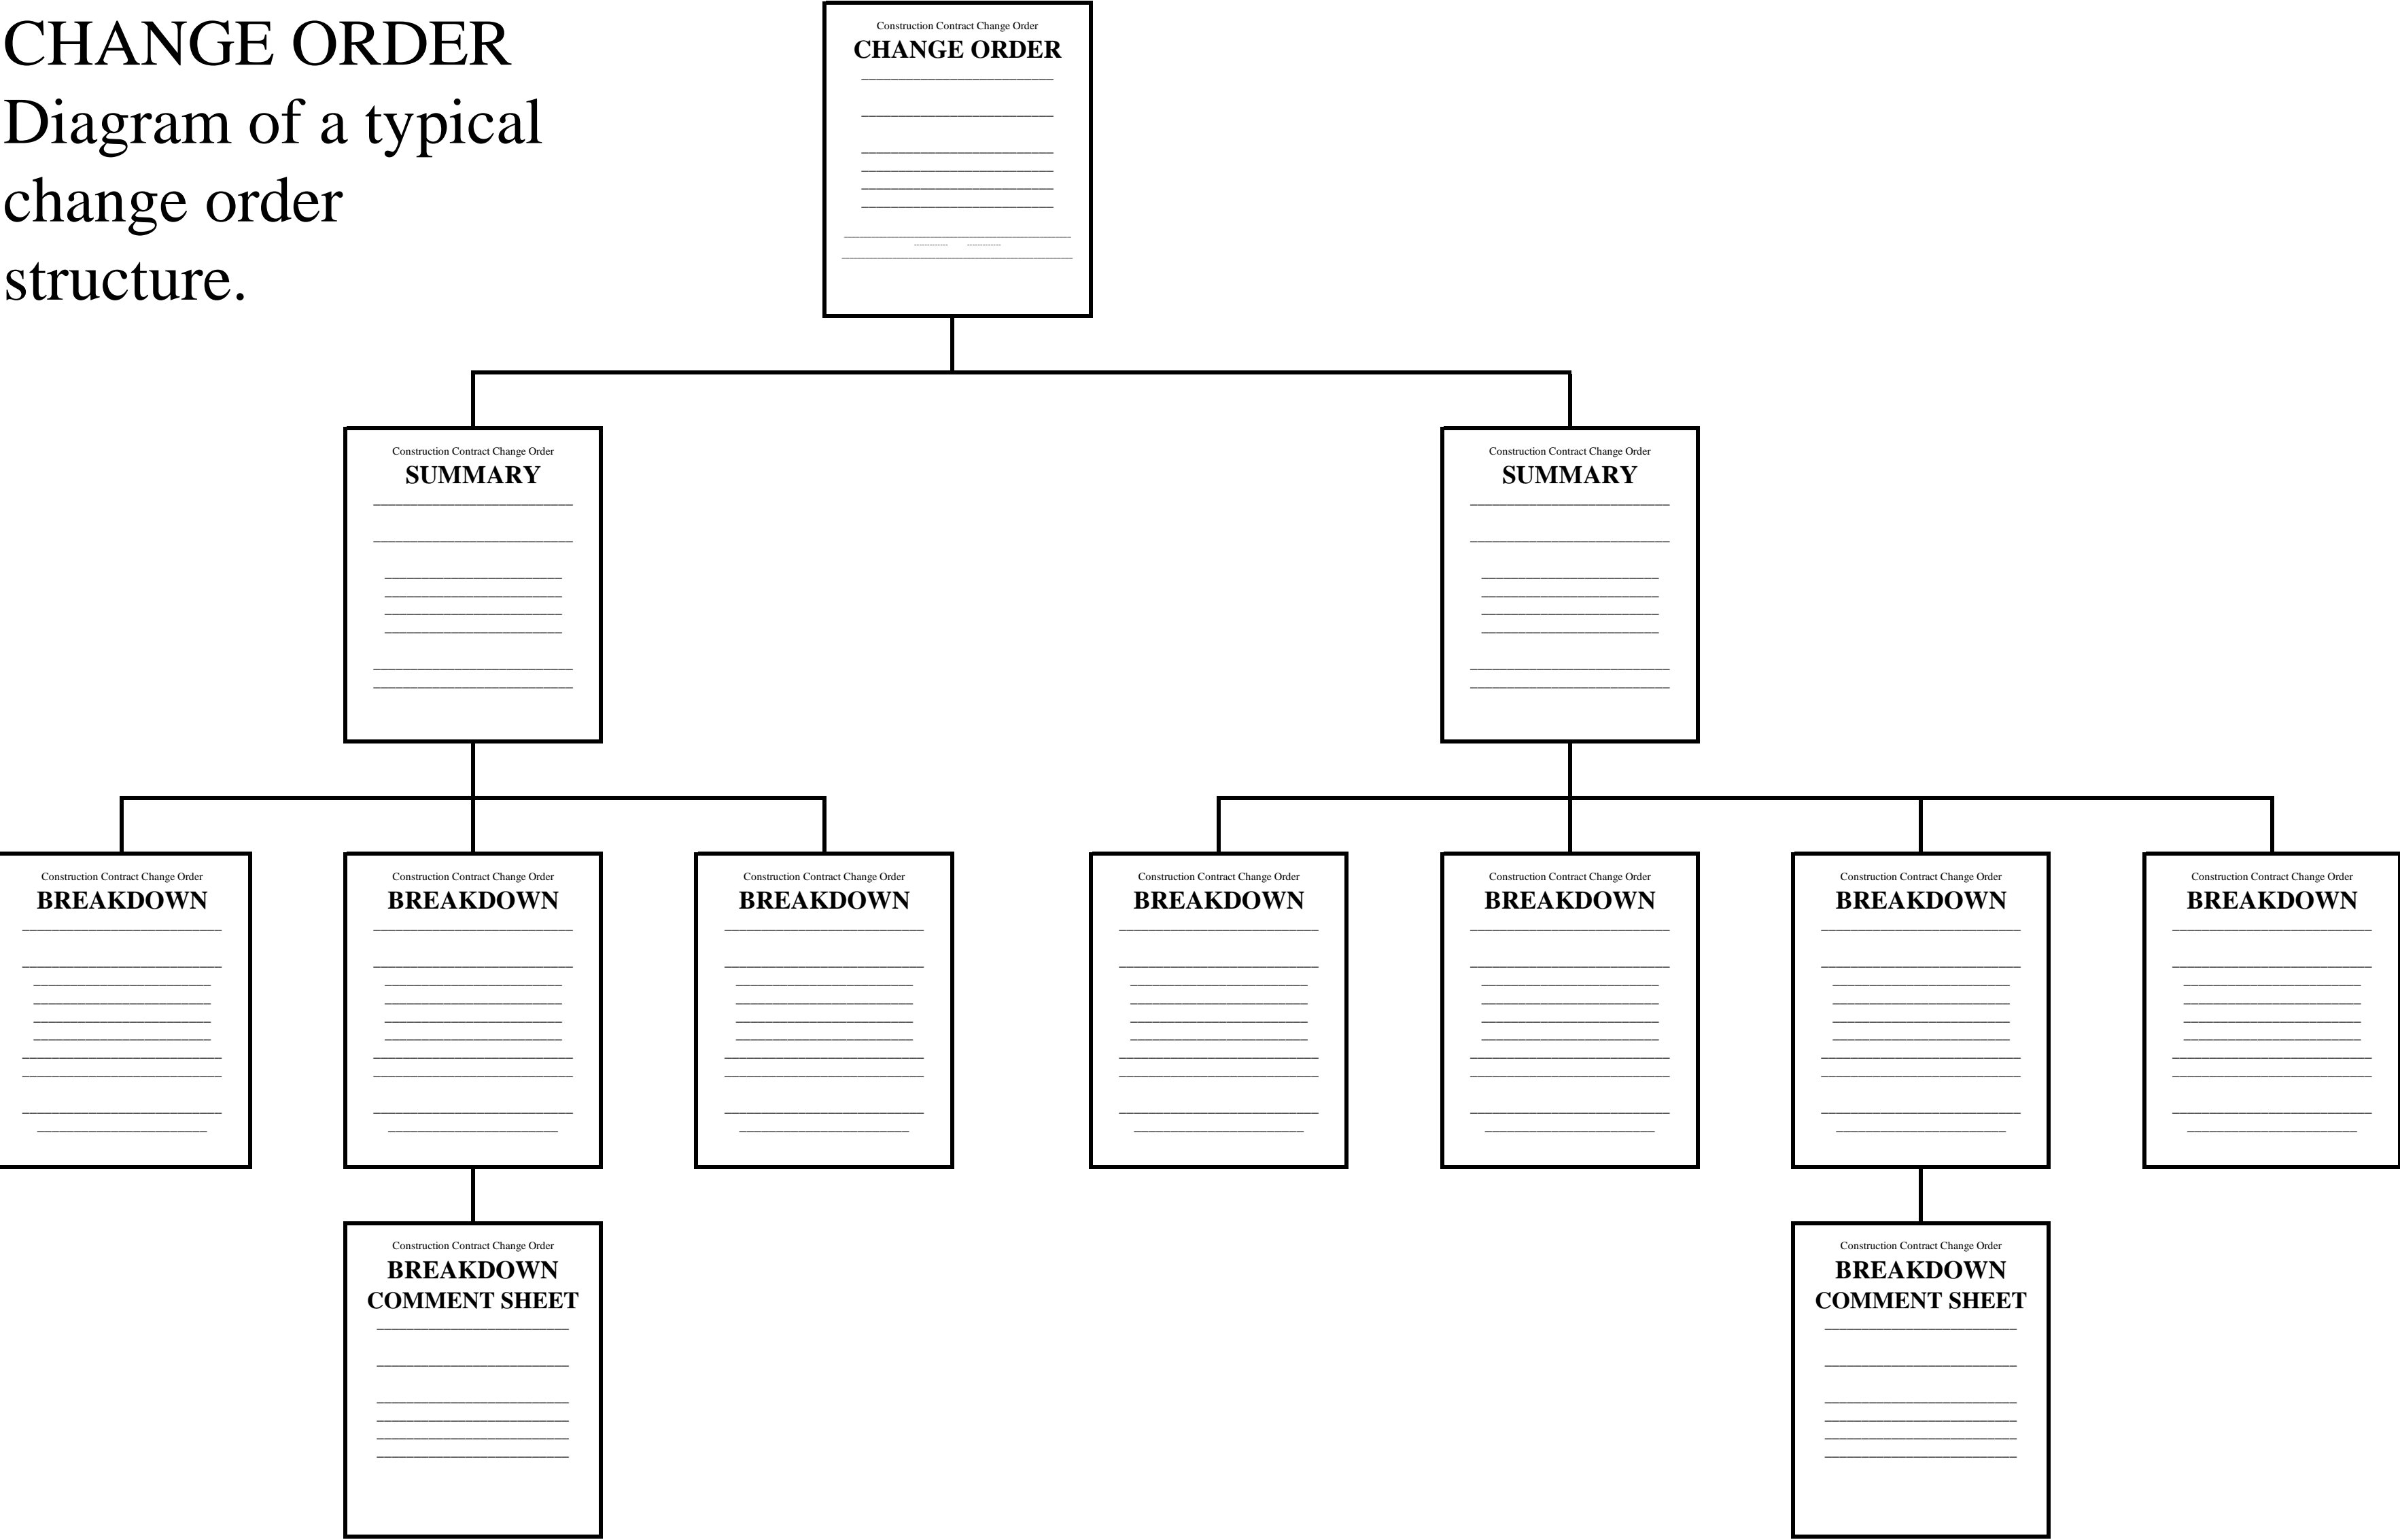 CHANGE ORDER
Diagram of a typical
change order
structure.
Construction Contract Change Order
CHANGE ORDER
Construction Contract Change Order
SUMMARY
Construction Contract Change Order
SUMMARY
Construction Contract Change Order
BREAKDOWN
Construction Contract Change Order
BREAKDOWN
Construction Contract Change Order
BREAKDOWN
Construction Contract Change Order
BREAKDOWN
Construction Contract Change Order
BREAKDOWN
Construction Contract Change Order
BREAKDOWN
Construction Contract Change Order
BREAKDOWN
Construction Contract Change Order
BREAKDOWN
COMMENT SHEET
Construction Contract Change Order
BREAKDOWN
COMMENT SHEET